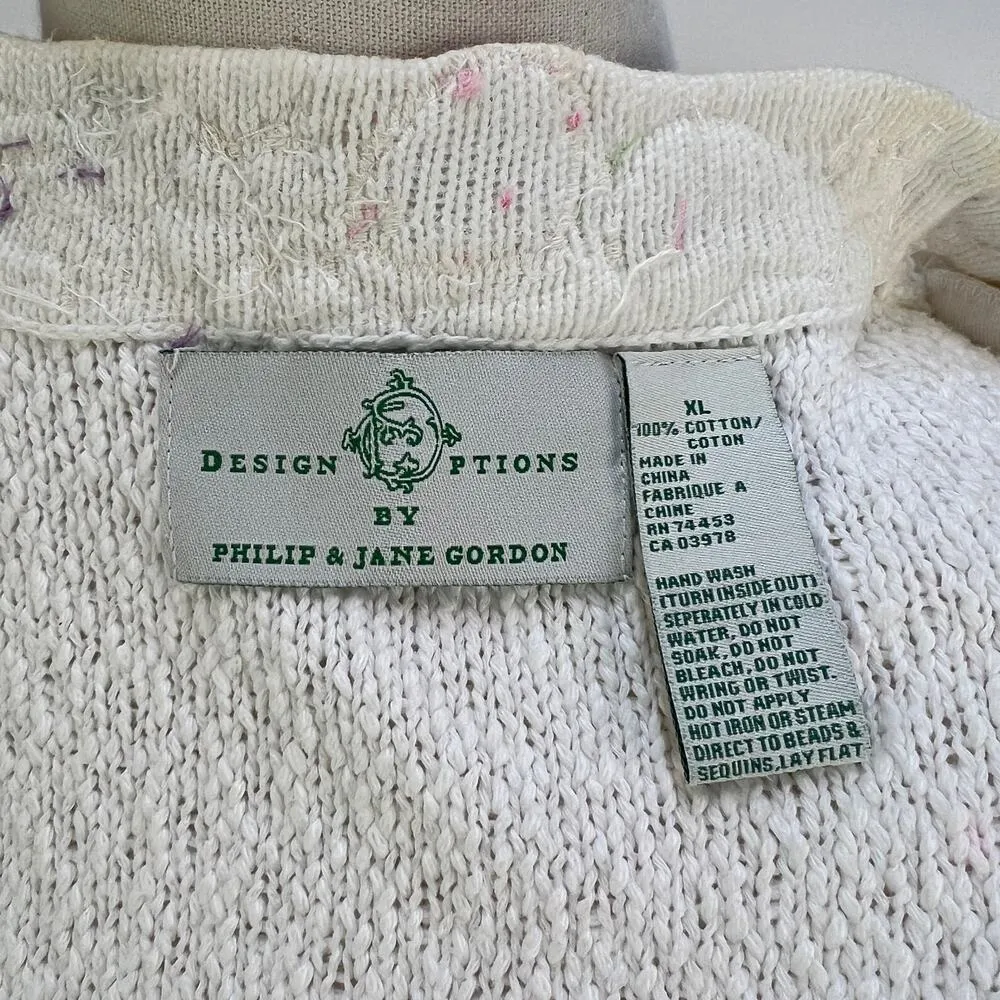 DESIGN OPTIONS
BY
PHILIP & JANE GORDON
XL
100% COTTON/
COTON
MADE IN
CHINA
FABRIQUE A
CHINE
RN 74453
CA 03978
HAND WASH
(TURN INSIDE OUT)
SEPERATELY IN COLD
WATER, DO NOT
SOAK, DO NOT
BLEACH, DO NOT
WRING OR TWIST.
DO NOT APPLY
HOT IRON OR STEAM
DIRECT TO BEADS &
SEQUINS, LAY FLAT